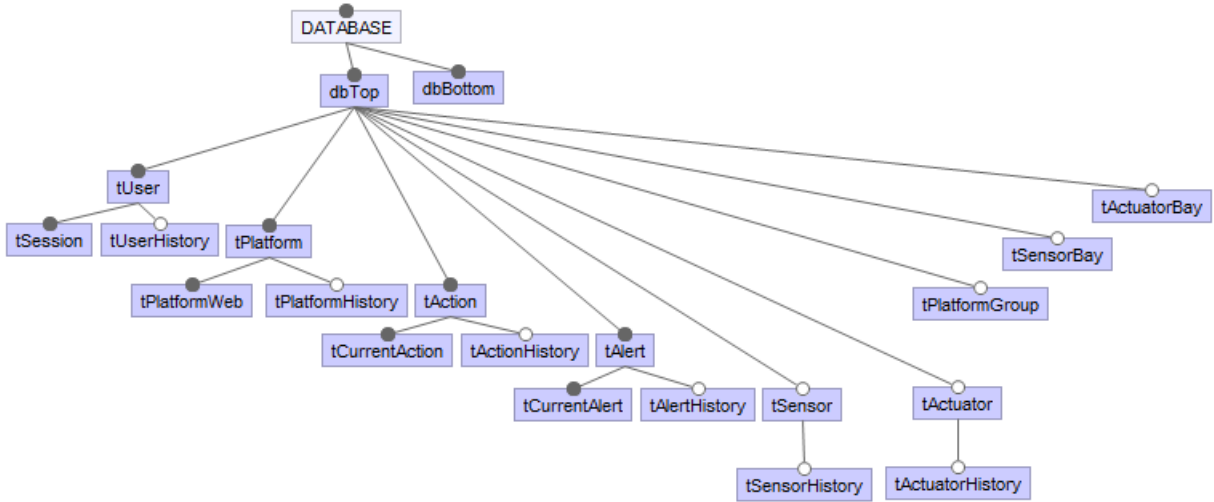 DATABASE
dbTop
dbBottom
tUser
tActuatorBay
tSession
tUserHistory
tPlatform
tSensorBay
tPlatformWeb
tPlatformHistory
tAction
tPlatformGroup
tCurrentAction
tActionHistory
tAlert
tCurrentAlert
tAlertHistory
tSensor
tActuator
tSensorHistory
tActuatorHistory